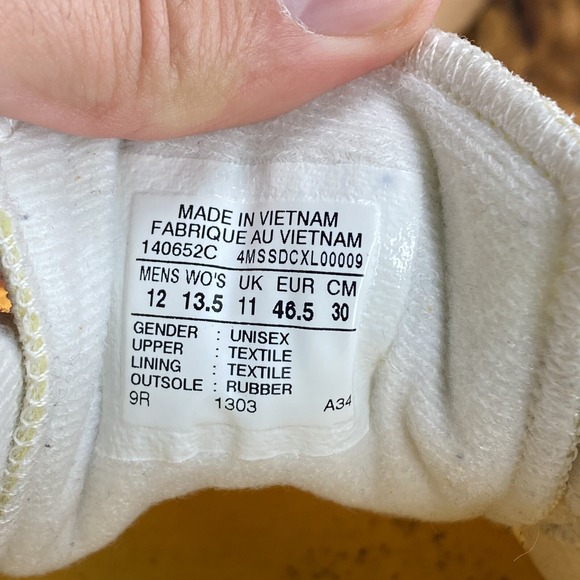 MADE IN VIETNAM
FABRIQUE AU VIETNAM
140652C 4MSSDCXL00009
MENS WO'S UK EUR CM
12 13.5 11 46.5 30
GENDER : UNISEX
UPPER : TEXTILE
LINING : TEXTILE
OUTSOLE : RUBBER
9R 1303 A34